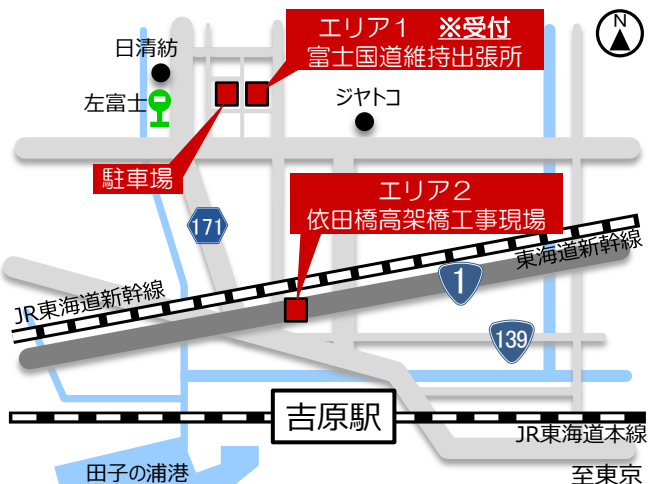 エリア１　※受付
富士国道維持出張所
N
日清紡
左富士
ジヤトコ
駐車場
エリア２
依田橋高架橋工事現場
171
東海道新幹線
1
JR東海道新幹線
139
吉原駅
JR東海道本線
田子の浦港
至東京